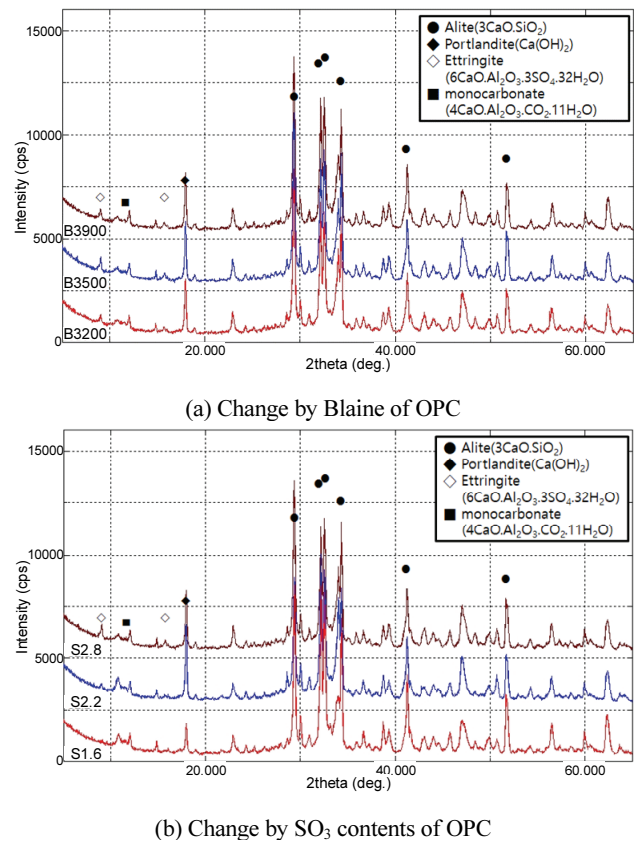 15000
10000
5000
0
Intensity (cps)
● Alite(3CaO.SiO₂)
◆ Portlandite(Ca(OH)₂)
◇ Ettringite
(6CaO.Al₂O₃.3SO₄.32H₂O)
■ monocarbonate
(4CaO.Al₂O₃.CO₂.11H₂O)
B3900
B3500
B3200
20.000 40.000 60.000
2theta (deg.)
(a) Change by Blaine of OPC
15000
10000
5000
0
Intensity (cps)
● Alite(3CaO.SiO₂)
◆ Portlandite(Ca(OH)₂)
◇ Ettringite
(6CaO.Al₂O₃.3SO₄.32H₂O)
■ monocarbonate
(4CaO.Al₂O₃.CO₂.11H₂O)
S2.8
S2.2
S1.6
20.000 40.000 60.000
2theta (deg.)
(b) Change by SO₃ contents of OPC